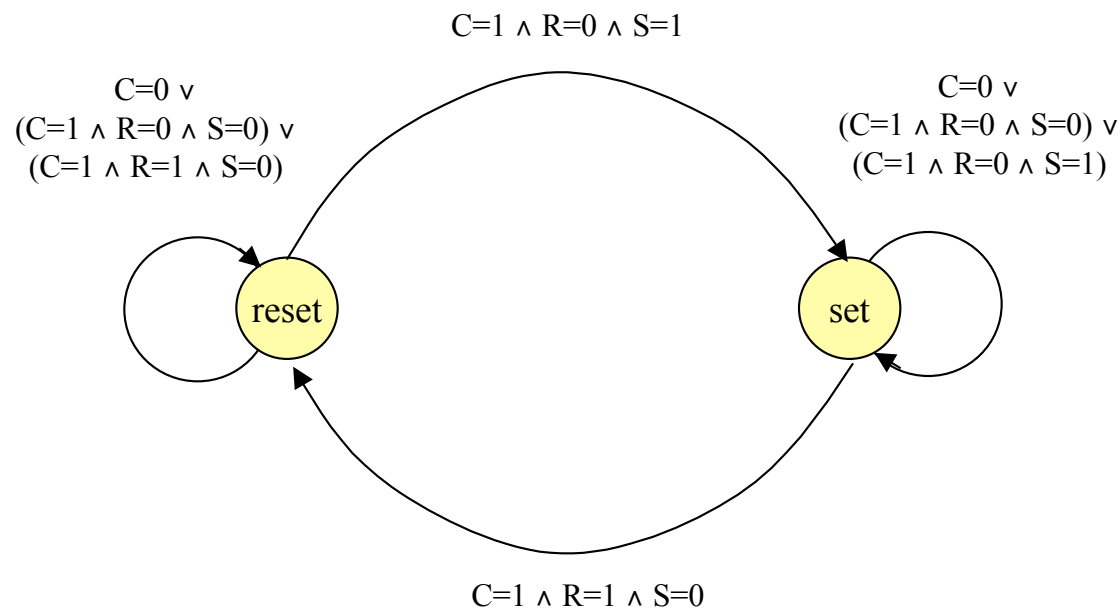 C=1 ∧ R=0 ∧ S=1
C=0 ∨
(C=1 ∧ R=0 ∧ S=0) ∨
(C=1 ∧ R=1 ∧ S=0)
C=0 ∨
(C=1 ∧ R=0 ∧ S=0) ∨
(C=1 ∧ R=0 ∧ S=1)
reset
set
C=1 ∧ R=1 ∧ S=0